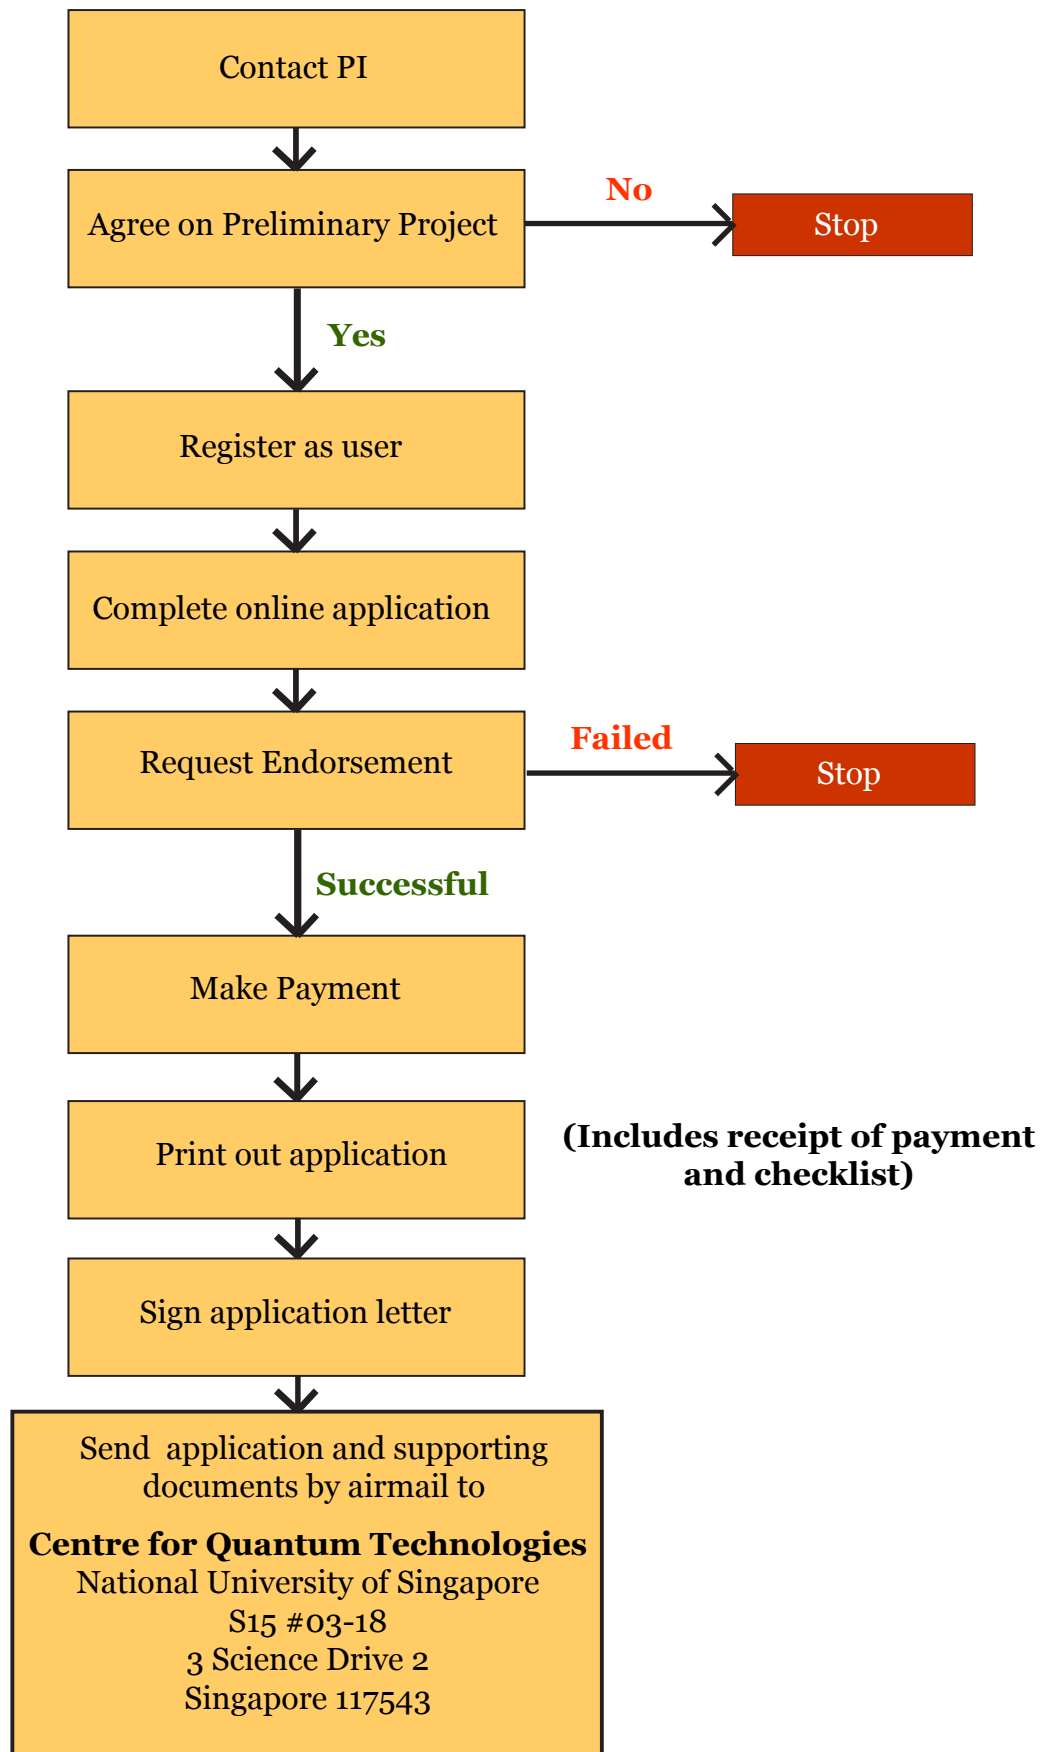 Contact PI
Agree on Preliminary Project
No
Stop
Yes
Register as user
Complete online application
Request Endorsement
Failed
Stop
Successful
Make Payment
Print out application
(Includes receipt of payment
and checklist)
Sign application letter
Send application and supporting
documents by airmail to
Centre for Quantum Technologies
National University of Singapore
S15 #03-18
3 Science Drive 2
Singapore 117543